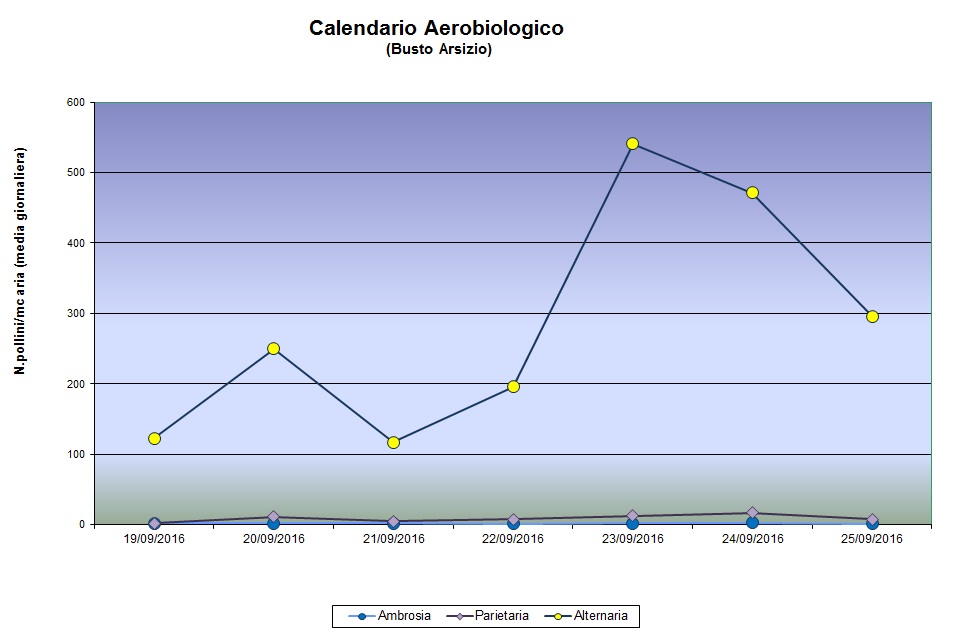 Calendario Aerobiologico
(Busto Arsizio)
N.pollini/mc aria (media giornaliera)
600
500
400
300
200
100
0
19/09/2016 20/09/2016 21/09/2016 22/09/2016 23/09/2016 24/09/2016 25/09/2016
Ambrosia Parietaria Alternaria